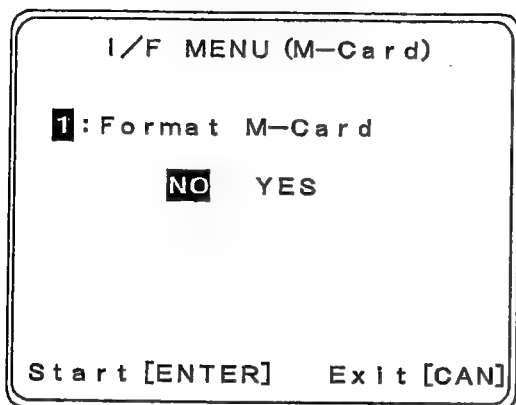 I/F MENU (M-Card)
1:Format M-Card
NO YES
Start [ENTER] Exit [CAN]